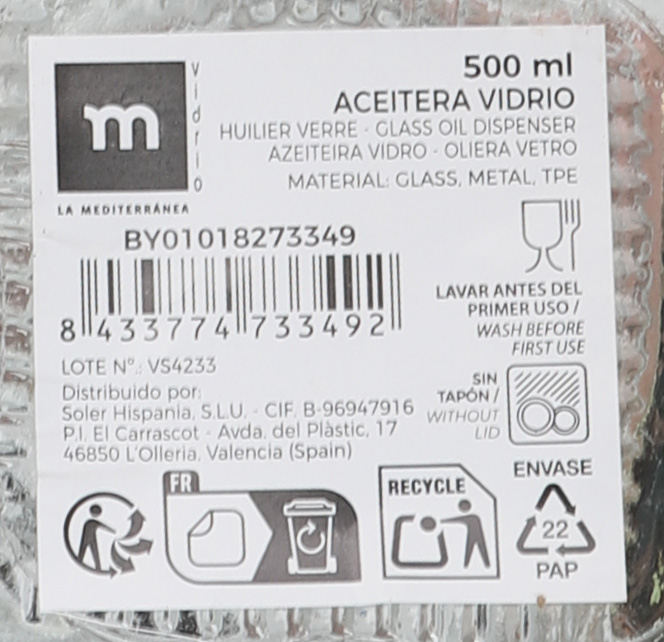 m
vidrio
LA MEDITERRÁNEA
500 ml
ACEITERA VIDRIO
HUILIER VERRE - GLASS OIL DISPENSER
AZEITEIRA VIDRO - OLIERA VETRO
MATERIAL: GLASS, METAL, TPE
BY01018273349
8 433774 733492
LAVAR ANTES DEL
PRIMER USO /
WASH BEFORE
FIRST USE
LOTE Nº.: VS4233
Distribuido por:
Soler Hispania, S.L.U. - CIF. B-96947916
P.I. El Carrascot - Avda. del Plàstic, 17
46850 L'Olleria, Valencia (Spain)
SIN
TAPÓN /
WITHOUT
LID
FR
RECYCLE
ENVASE
22
PAP